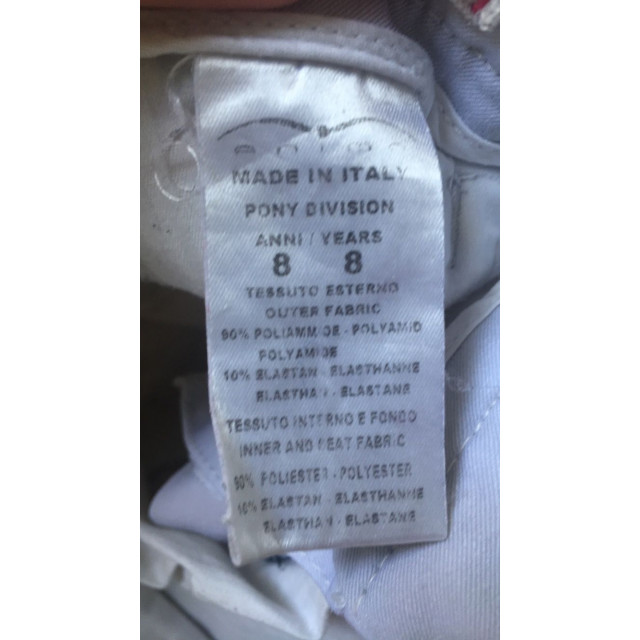 MADE IN ITALY
PONY DIVISION
ANNI / YEARS
8 8
TESSUTO ESTERNO
OUTER FABRIC
90% POLIAMMIDE - POLYAMID
POLYAMIDE
10% ELASTAN - ELASTHANNE
ELASTHAN - ELASTANE
TESSUTO INTERNO E FONDO
INNER AND SEAT FABRIC
90% POLIESTER - POLYESTER
10% ELASTAN - ELASTHANNE
ELASTHAN - ELASTANE